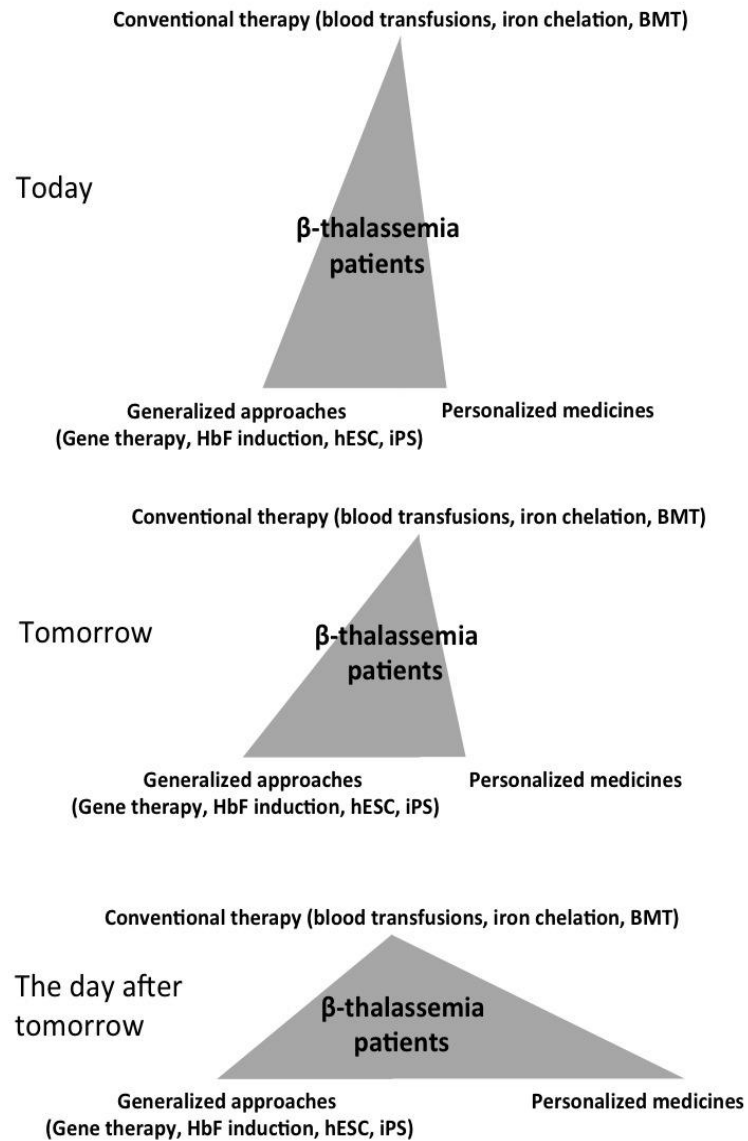 Conventional therapy (blood transfusions, iron chelation, BMT)
Today
β-thalassemia
patients
Generalized approaches
(Gene therapy, HbF induction, hESC, iPS)
Personalized medicines
Conventional therapy (blood transfusions, iron chelation, BMT)
Tomorrow
β-thalassemia
patients
Generalized approaches
(Gene therapy, HbF induction, hESC, iPS)
Personalized medicines
Conventional therapy (blood transfusions, iron chelation, BMT)
The day after
tomorrow
β-thalassemia
patients
Generalized approaches
(Gene therapy, HbF induction, hESC, iPS)
Personalized medicines